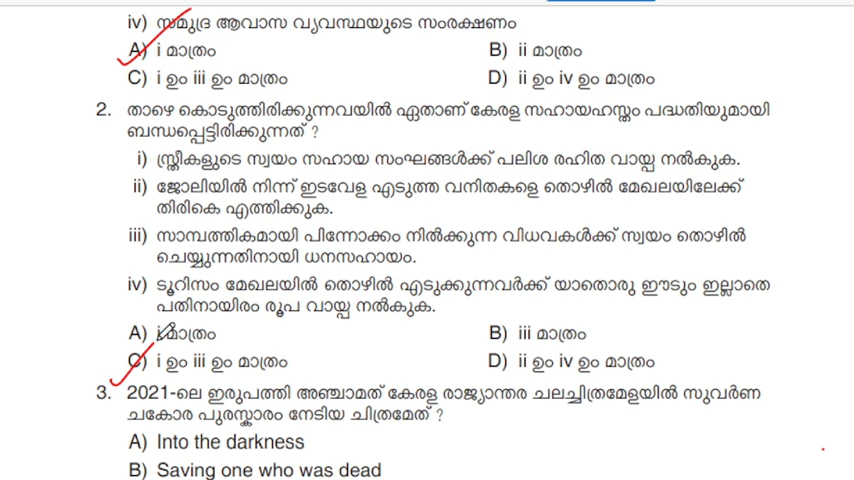 iv) സമുദ്ര ആവാസ വ്യവസ്ഥയുടെ സംരക്ഷണം
A) i മാത്രം B) ii മാത്രം
C) i ഉം iii ഉം മാത്രം D) ii ഉം iv ഉം മാത്രം
2. താഴെ കൊടുത്തിരിക്കുന്നവയിൽ ഏതാണ് കേരള സഹായഹസ്തം പദ്ധതിയുമായി
ബന്ധപ്പെട്ടിരിക്കുന്നത് ?
i) സ്ത്രീകളുടെ സ്വയം സഹായ സംഘങ്ങൾക്ക് പലിശ രഹിത വായ്പ നൽകുക.
ii) ജോലിയിൽ നിന്ന് ഇടവേള എടുത്ത വനിതകളെ തൊഴിൽ മേഖലയിലേക്ക്
തിരികെ എത്തിക്കുക.
iii) സാമ്പത്തികമായി പിന്നോക്കം നിൽക്കുന്ന വിധവകൾക്ക് സ്വയം തൊഴിൽ
ചെയ്യുന്നതിനായി ധനസഹായം.
iv) ടൂറിസം മേഖലയിൽ തൊഴിൽ എടുക്കുന്നവർക്ക് യാതൊരു ഈടും ഇല്ലാതെ
പതിനായിരം രൂപ വായ്പ നൽകുക.
A) i മാത്രം B) iii മാത്രം
C) i ഉം iii ഉം മാത്രം D) ii ഉം iv ഉം മാത്രം
3. 2021-ലെ ഇരുപത്തി അഞ്ചാമത് കേരള രാജ്യാന്തര ചലച്ചിത്രമേളയിൽ സുവർണ
ചകോര പുരസ്കാരം നേടിയ ചിത്രമേത് ?
A) Into the darkness
B) Saving one who was dead